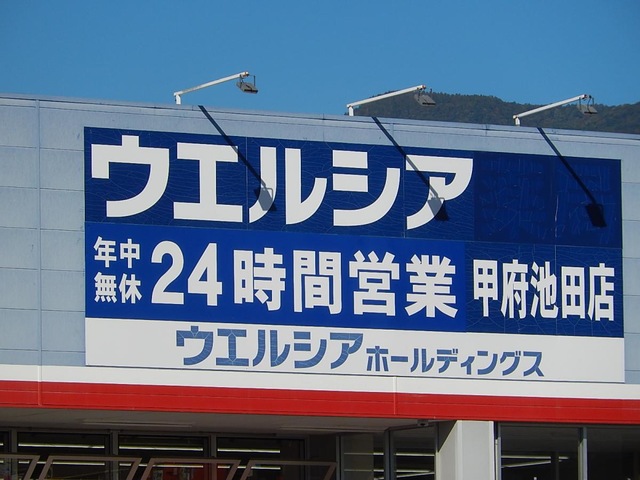 ウエルシア
年中無休 24時間営業 甲府池田店
ウエルシアホールディングス